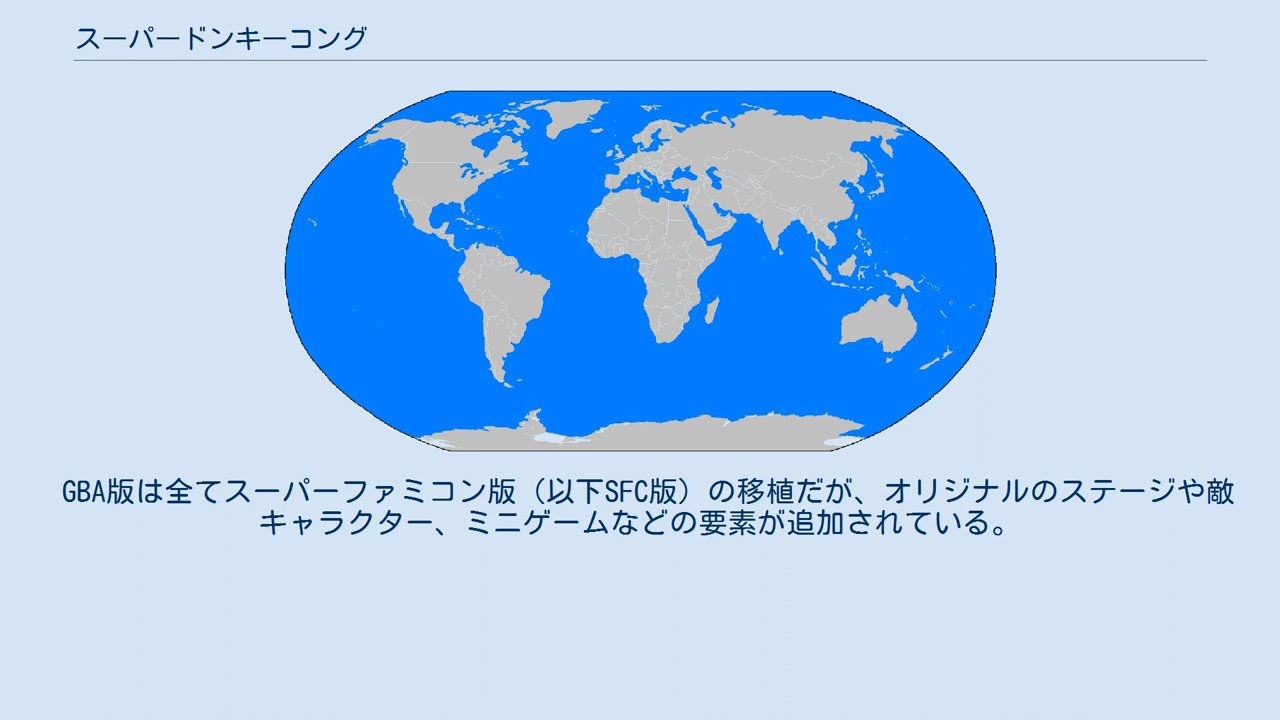 スーパードンキーコング
GBA版は全てスーパーファミコン版（以下SFC版）の移植だが、オリジナルのステージや敵
キャラクター、ミニゲームなどの要素が追加されている。